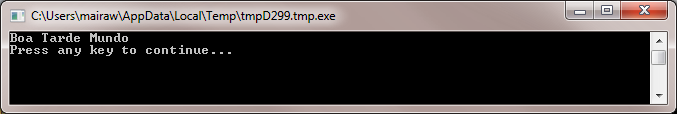 C:\Users\mairaw\AppData\Local\Temp\tmpD299.tmp.exe
Boa Tarde Mundo
Press any key to continue...